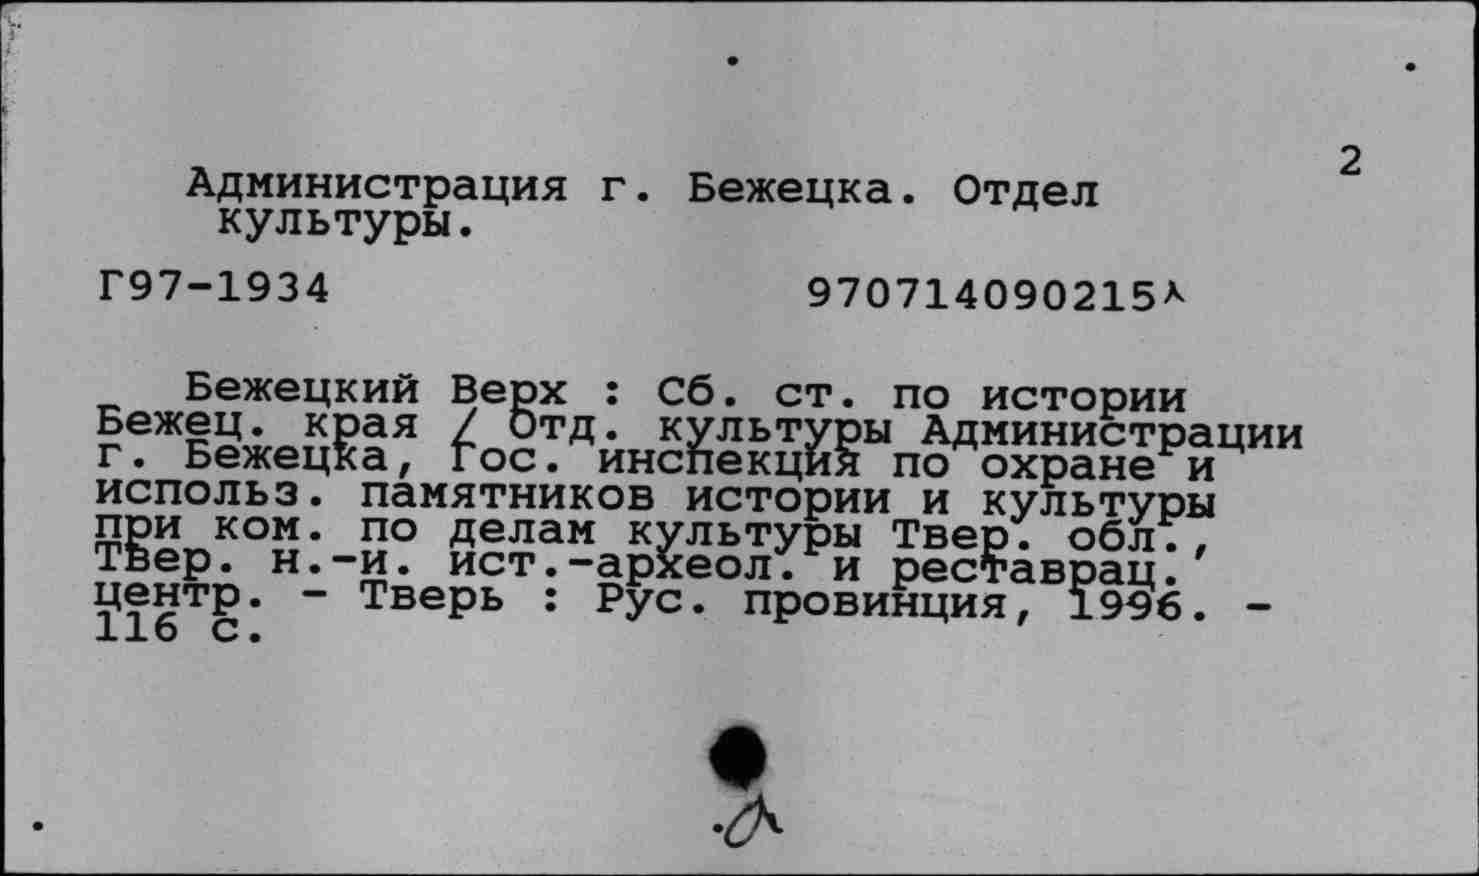 2
Администрация г. Бежецка. Отдел
культуры.
Г97-1934 970714090215
Бежецкий Верх : Сб. ст. по истории
Бежец. края / Отд. культуры Администрации
г. Бежецка, Гос. инспекция по охране и
использ. памятников истории и культуры
при ком. по делам культуры Твер. обл.,
Твер. н.-и. ист.-археол. и реставрац.
центр. - Тверь : Рус. провинция, 1996. -
116 с.